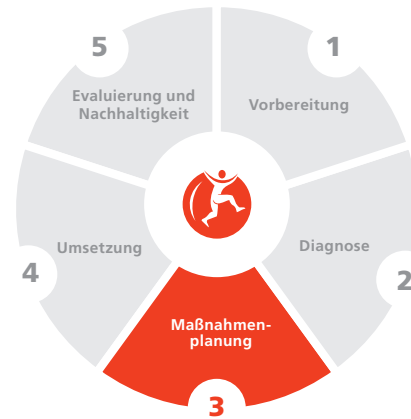 1
Vorbereitung
2
Diagnose
3
Maßnahmen-
planung
4
Umsetzung
5
Evaluierung und
Nachhaltigkeit